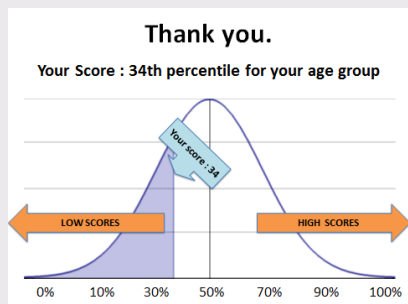 Thank you.
Your Score : 34th percentile for your age group
Your score : 34
LOW SCORES
HIGH SCORES
0% 10% 30% 50% 70% 90% 100%